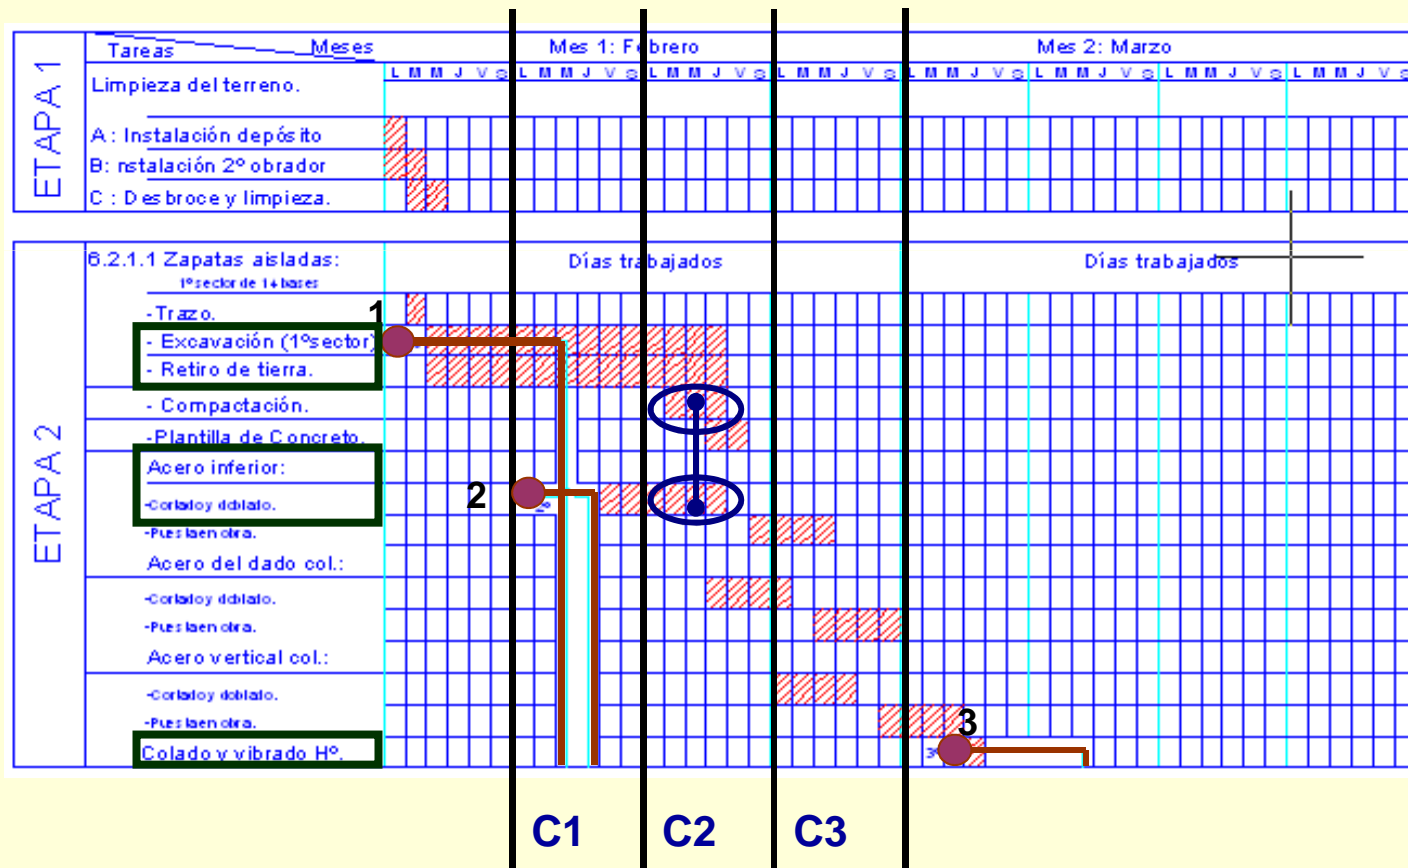 ETAPA 1
Tareas Meses Mes 1: Febrero Mes 2: Marzo
L M M J V S L M M J V S L M M J V S L M M J V S L M M J V S L M M J V S L M M J V S L M M J V S
Limpieza del terreno.
A : Instalación depósito
B: nstalación 2º obrador
C : Desbroce y limpieza.
ETAPA 2
6.2.1.1 Zapatas aisladas: Días trabajados Días trabajados
1º sector de 14 bases
-Trazo.
1
- Excavación (1ºsector)
- Retiro de tierra.
- Compactación.
-Plantilla de Concreto.
Acero inferior:
2
-Cortado y doblado.
2º
-Puesta en obra.
Acero del dado col.:
-Cortado y doblado.
-Puesta en obra.
Acero vertical col.:
-Cortado y doblado.
-Puesta en obra.
3
Colado y vibrado Hº.
3º
C1 C2 C3